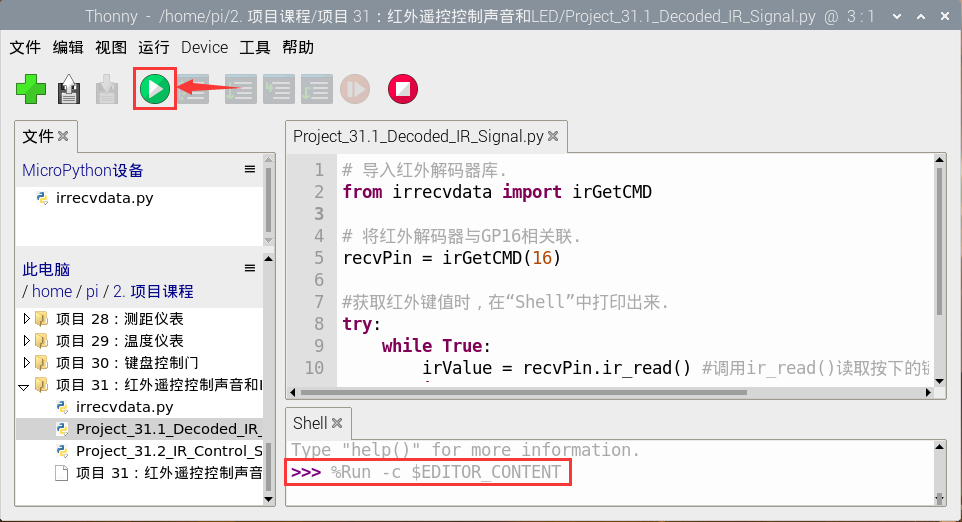 Thonny - /home/pi/2. 项目课程/项目 31：红外遥控控制声音和LED/Project_31.1_Decoded_IR_Signal.py @ 3 : 1
文件 编辑 视图 运行 Device 工具 帮助
文件
MicroPython设备
irrecvdata.py
此电脑
/ home / pi / 2. 项目课程
项目 28：测距仪表
项目 29：温度仪表
项目 30：键盘控制门
项目 31：红外遥控控制声音和
irrecvdata.py
Project_31.1_Decoded_IR_
Project_31.2_IR_Control_S
项目 31：红外遥控控制声音
Project_31.1_Decoded_IR_Signal.py
1 # 导入红外解码器库.
2 from irrecvdata import irGetCMD
3
4 # 将红外解码器与GP16相关联.
5 recvPin = irGetCMD(16)
6
7 #获取红外键值时，在“Shell”中打印出来.
8 try:
9 while True:
10 irValue = recvPin.ir_read() #调用ir_read()读取按下的键
Shell
Type "help()" for more information.
>>> %Run -c $EDITOR_CONTENT